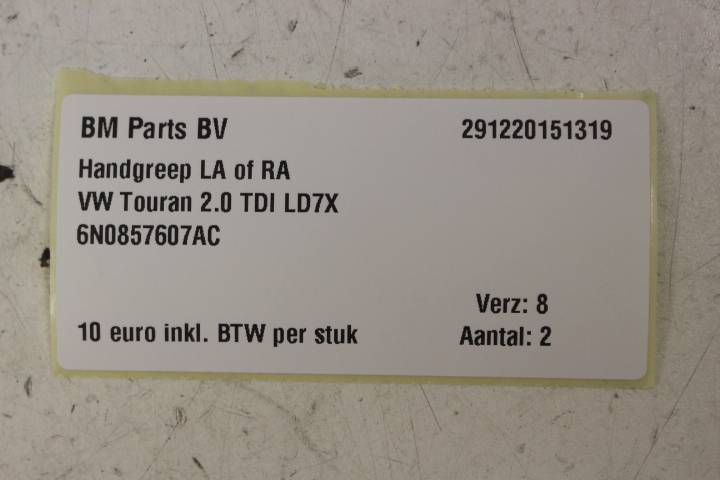 BM Parts BV 291220151319
Handgreep LA of RA
VW Touran 2.0 TDI LD7X
6N0857607AC
Verz: 8
10 euro inkl. BTW per stuk Aantal: 2